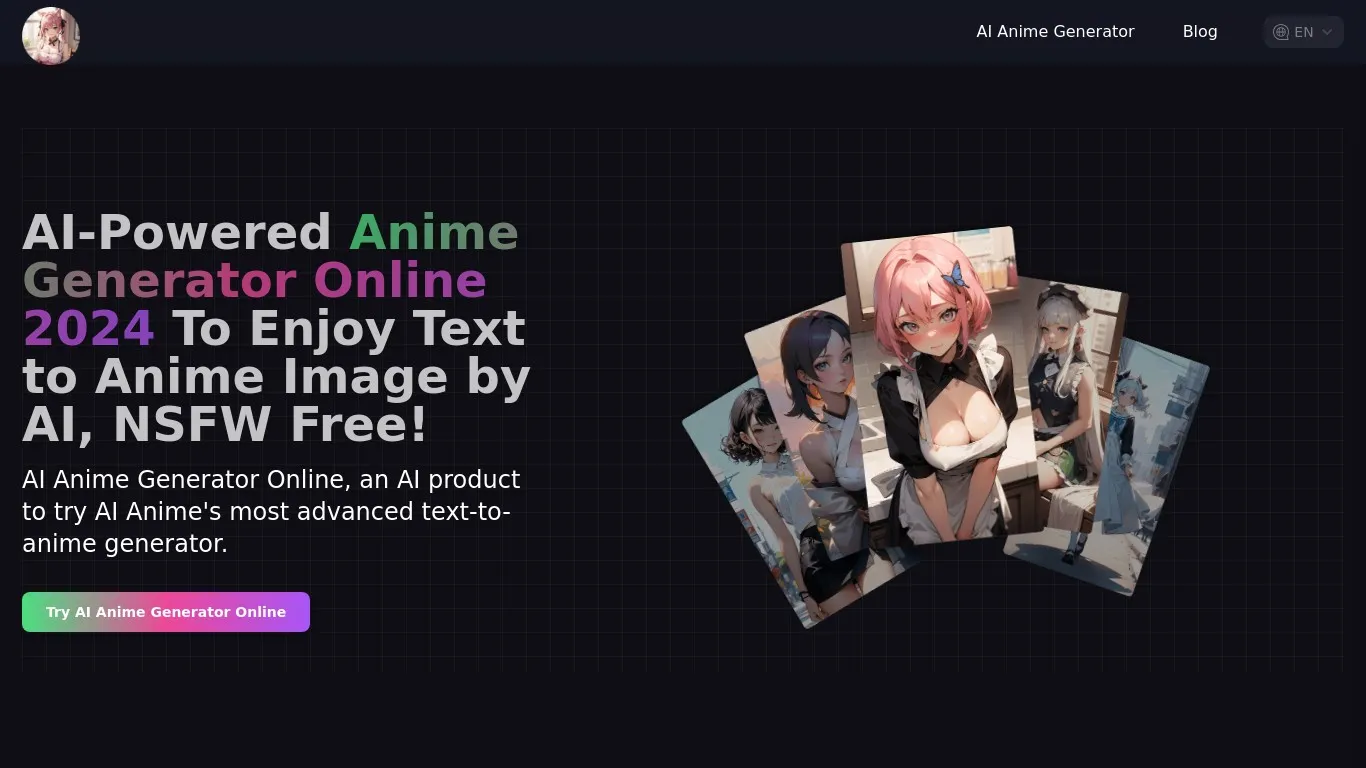 AI Anime Generator
Blog
EN
AI-Powered Anime
Generator Online
2024 To Enjoy Text
to Anime Image by
AI, NSFW Free!
AI Anime Generator Online, an AI product
to try AI Anime's most advanced text-to-
anime generator.
Try AI Anime Generator Online